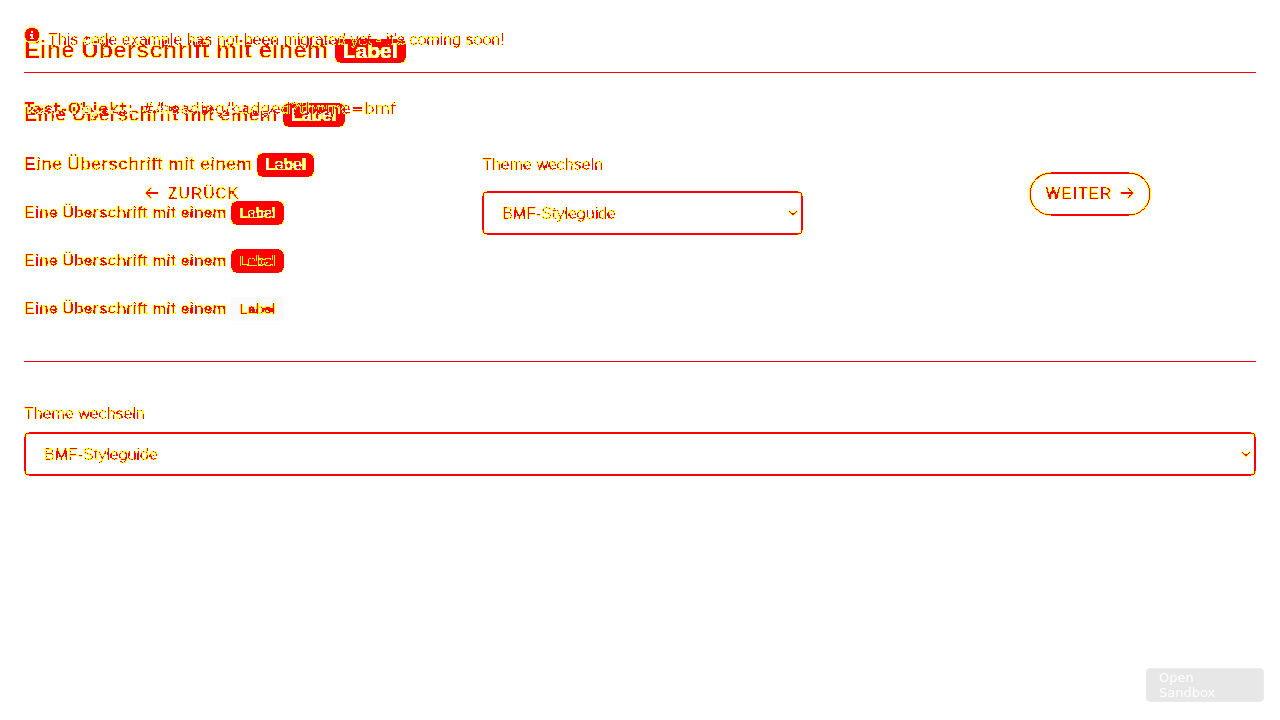 This code example has not been migrated yet - it's coming soon!
Eine Überschrift mit einem Label
Test-Objekt: #/heading/badged?theme=bmf
Eine Überschrift mit einem Label
Eine Überschrift mit einem Label
Theme wechseln
← ZURÜCK
WEITER →
Eine Überschrift mit einem Label
BMF-Styleguide
Eine Überschrift mit einem Label
Eine Überschrift mit einem Label
Theme wechseln
BMF-Styleguide
Open
Sandbox